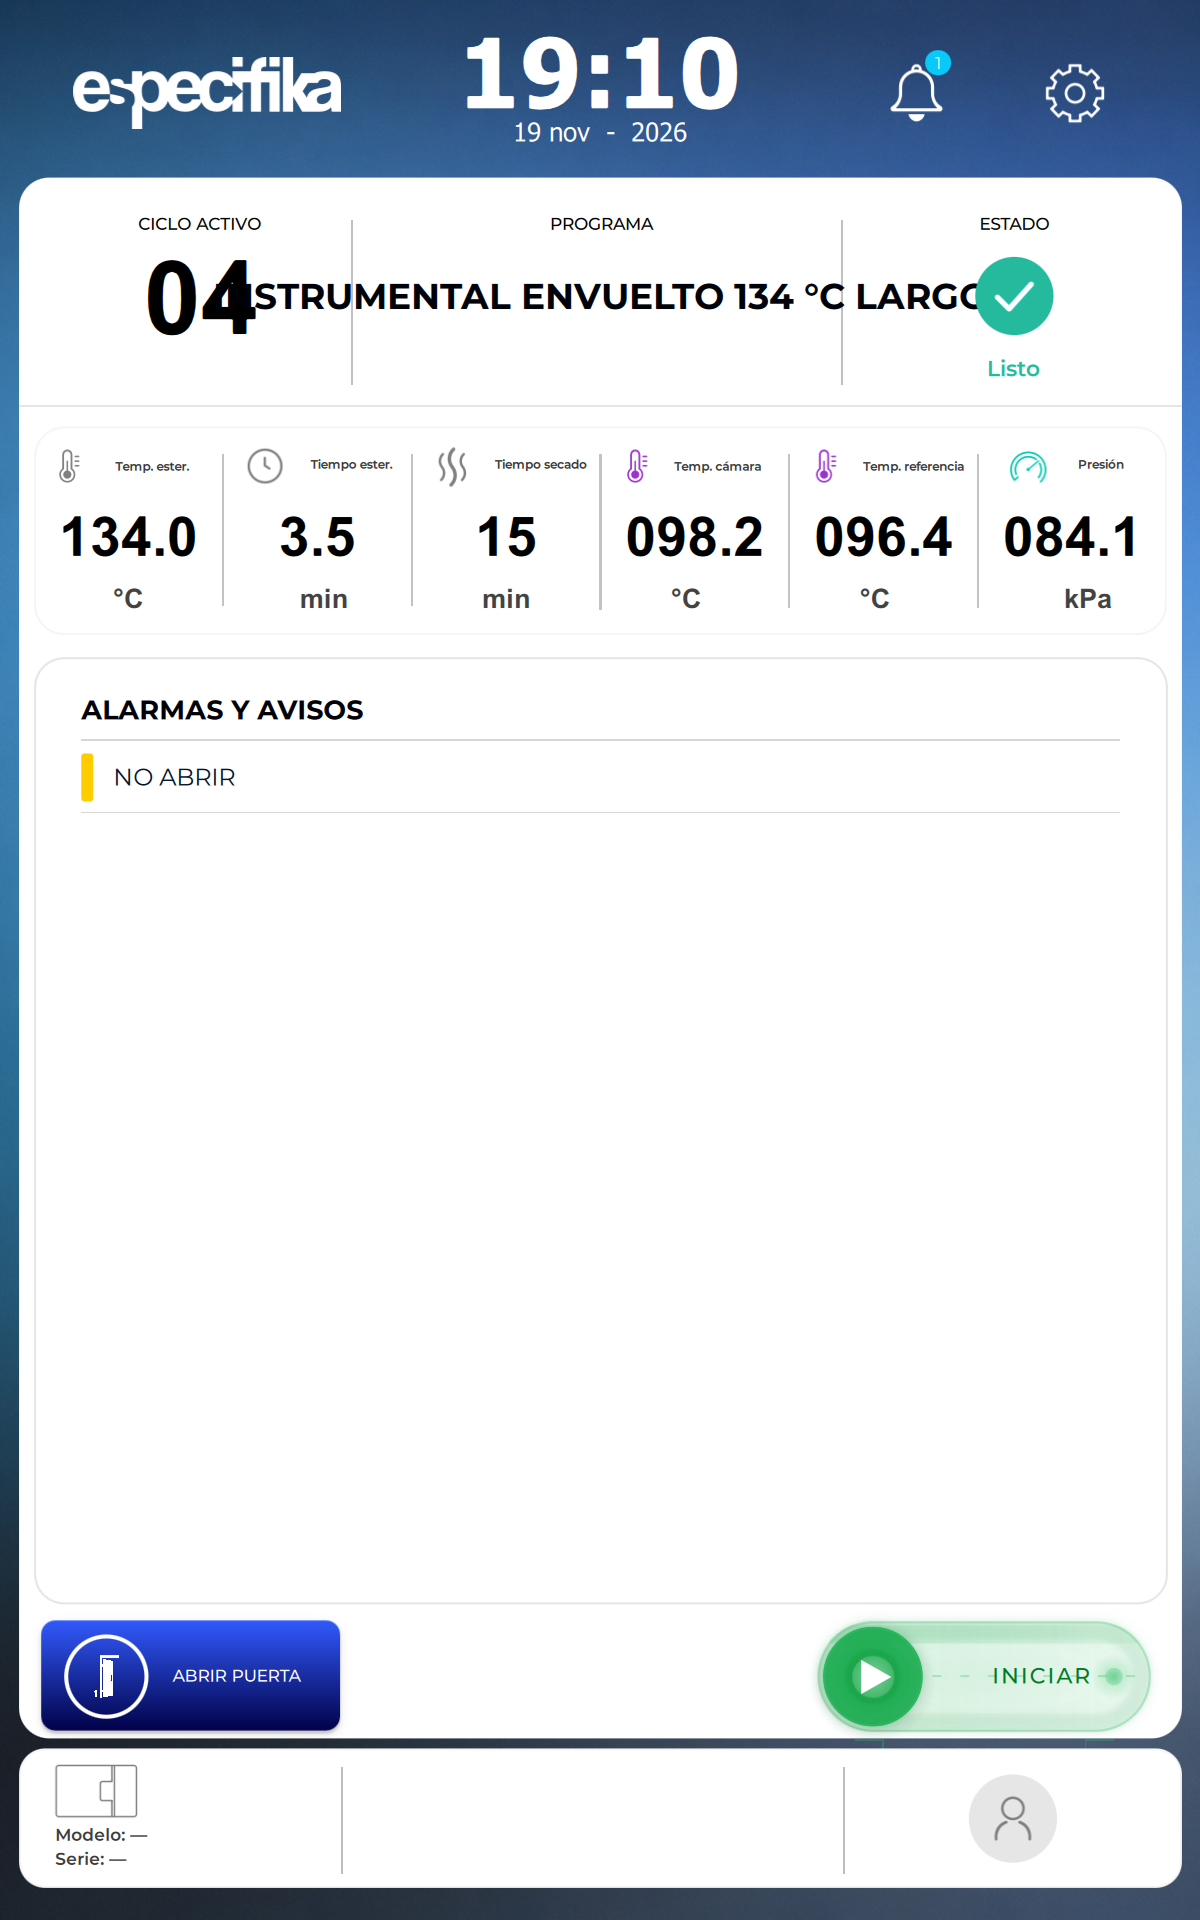 especifika
19:10
19 nov - 2026
1
CICLO ACTIVO
PROGRAMA
ESTADO
04
INSTRUMENTAL ENVUELTO 134 °C LARGO
Listo
Temp. ester.
Tiempo ester.
Tiempo secado
Temp. cámara
Temp. referencia
Presión
134.0
3.5
15
098.2
096.4
084.1
°C
min
min
°C
°C
kPa
ALARMAS Y AVISOS
NO ABRIR
ABRIR PUERTA
INICIAR
Modelo: —
Serie: —